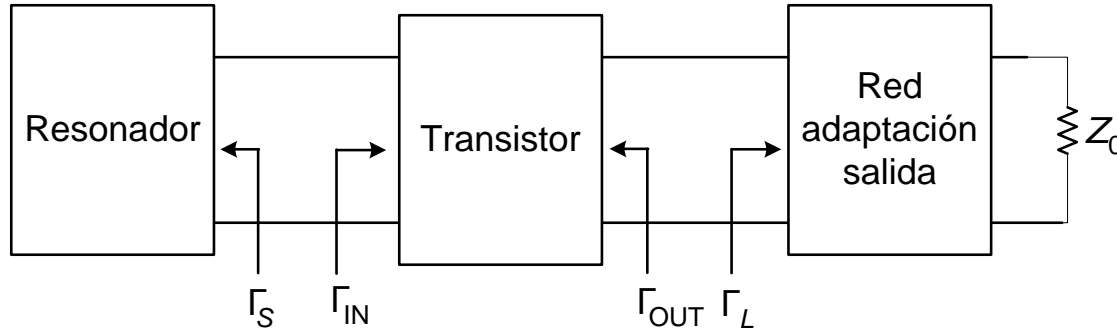 Resonador
Transistor
Red
adaptación
salida
Z0
ΓS
ΓIN
ΓOUT
ΓL